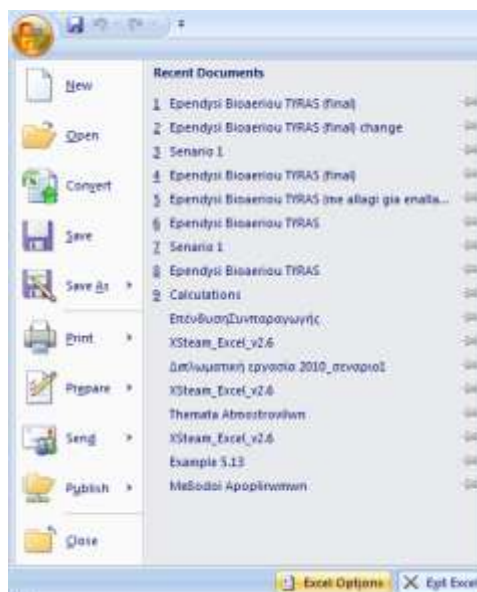 New
Open
Convert
Save
Save As
Print
Prepare
Send
Publish
Close
Recent Documents
1 Ependysi Bioaeriou TYRAS (final)
2 Ependysi Bioaeriou TYRAS (final) change
3 Senario 1
4 Ependysi Bioaeriou TYRAS (final)
5 Ependysi Bioaeriou TYRAS (me allagi gia enalla...
6 Ependysi Bioaeriou TYRAS
7 Senario 1
8 Ependysi Bioaeriou TYRAS
9 Calculations
ΕπένδυσηΣυμπαραγωγής
XSteam_Excel_v2.6
Διπλωματική εργασία 2010_σεναριο1
XSteam_Excel_v2.6
Themata Atmostrovilwn
XSteam_Excel_v2.6
Example 5.13
Me8odoi Apoplirwmwn
Excel Options
Exit Excel